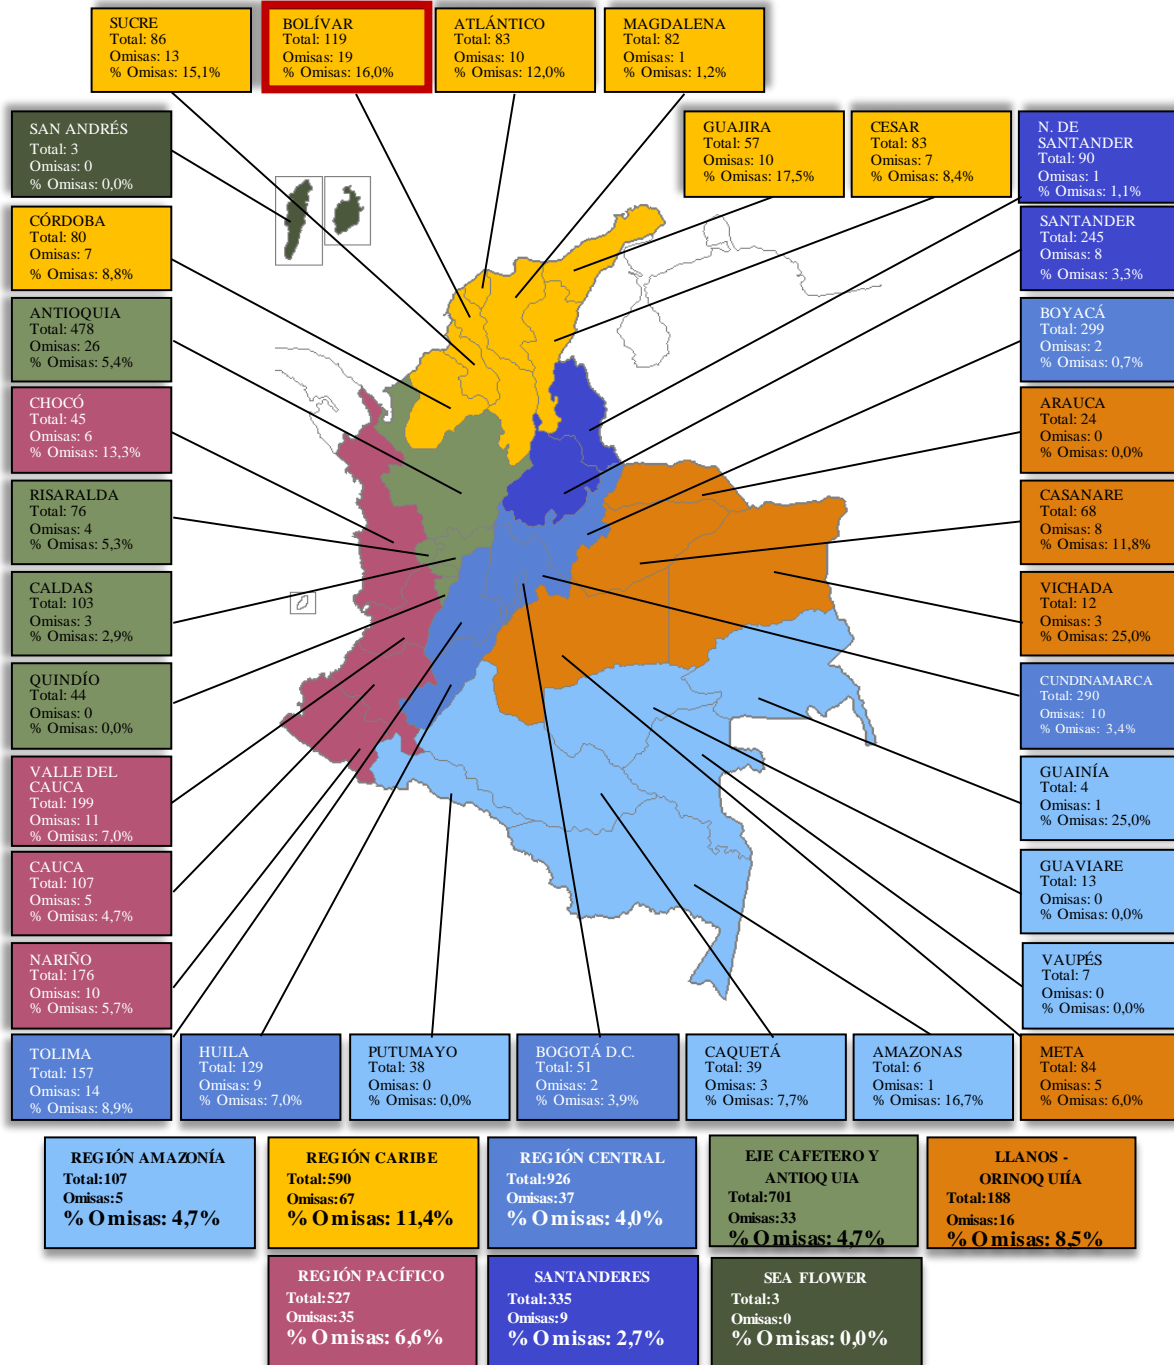 SUCRE
Total: 86
Omisas: 13
% Omisas: 15,1%
BOLÍVAR
Total: 119
Omisas: 19
% Omisas: 16,0%
ATLÁNTICO
Total: 83
Omisas: 10
% Omisas: 12,0%
MAGDALENA
Total: 82
Omisas: 1
% Omisas: 1,2%
SAN ANDRÉS
Total: 3
Omisas: 0
% Omisas: 0,0%
GUAJIRA
Total: 57
Omisas: 10
% Omisas: 17,5%
CESAR
Total: 83
Omisas: 7
% Omisas: 8,4%
N. DE
SANTANDER
Total: 90
Omisas: 1
% Omisas: 1,1%
CÓRDOBA
Total: 80
Omisas: 7
% Omisas: 8,8%
SANTANDER
Total: 245
Omisas: 8
% Omisas: 3,3%
ANTIOQUIA
Total: 478
Omisas: 26
% Omisas: 5,4%
BOYACÁ
Total: 299
Omisas: 2
% Omisas: 0,7%
CHOCÓ
Total: 45
Omisas: 6
% Omisas: 13,3%
ARAUCA
Total: 24
Omisas: 0
% Omisas: 0,0%
RISARALDA
Total: 76
Omisas: 4
% Omisas: 5,3%
CASANARE
Total: 68
Omisas: 8
% Omisas: 11,8%
CALDAS
Total: 103
Omisas: 3
% Omisas: 2,9%
VICHADA
Total: 12
Omisas: 3
% Omisas: 25,0%
QUINDÍO
Total: 44
Omisas: 0
% Omisas: 0,0%
CUNDINAMARCA
Total: 290
Omisas: 10
% Omisas: 3,4%
VALLE DEL
CAUCA
Total: 199
Omisas: 11
% Omisas: 7,0%
GUAINÍA
Total: 4
Omisas: 1
% Omisas: 25,0%
CAUCA
Total: 107
Omisas: 5
% Omisas: 4,7%
GUAVIARE
Total: 13
Omisas: 0
% Omisas: 0,0%
NARIÑO
Total: 176
Omisas: 10
% Omisas: 5,7%
VAUPÉS
Total: 7
Omisas: 0
% Omisas: 0,0%
TOLIMA
Total: 157
Omisas: 14
% Omisas: 8,9%
HUILA
Total: 129
Omisas: 9
% Omisas: 7,0%
PUTUMAYO
Total: 38
Omisas: 0
% Omisas: 0,0%
BOGOTÁ D.C.
Total: 51
Omisas: 2
% Omisas: 3,9%
CAQUETÁ
Total: 39
Omisas: 3
% Omisas: 7,7%
AMAZONAS
Total: 6
Omisas: 1
% Omisas: 16,7%
META
Total: 84
Omisas: 5
% Omisas: 6,0%
REGIÓN AMAZONÍA
Total:107
Omisas:5
% Omisas: 4,7%
REGIÓN CARIBE
Total:590
Omisas:67
% Omisas: 11,4%
REGIÓN CENTRAL
Total:926
Omisas:37
% Omisas: 4,0%
EJE CAFETERO Y
ANTIOQUIA
Total:701
Omisas:33
% Omisas: 4,7%
LLANOS -
ORINOQUIÍA
Total:188
Omisas:16
% Omisas: 8,5%
REGIÓN PACÍFICO
Total:527
Omisas:35
% Omisas: 6,6%
SANTANDERES
Total:335
Omisas:9
% Omisas: 2,7%
SEA FLOWER
Total:3
Omisas:0
% Omisas: 0,0%